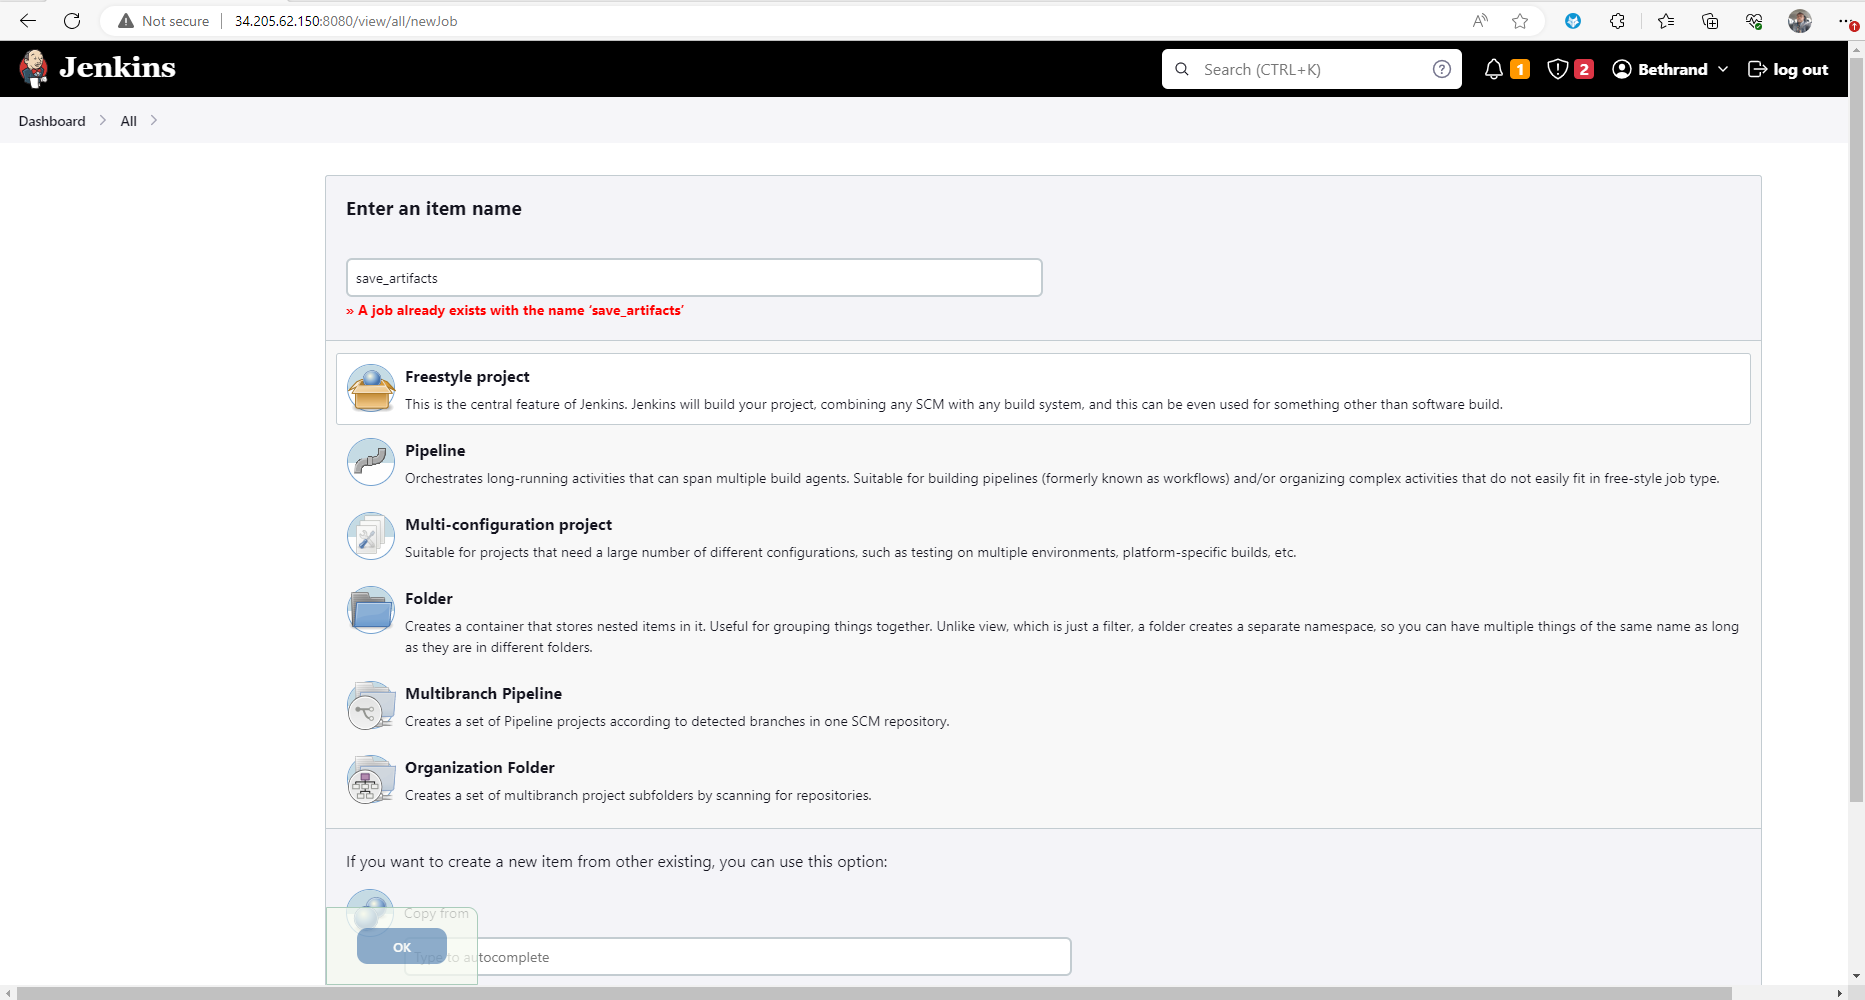 Not secure | 34.205.62.150:8080/view/all/newJob
Jenkins
Search (CTRL+K)
1
2
Bethrand
log out
Dashboard > All >
Enter an item name
save_artifacts
» A job already exists with the name ‘save_artifacts’
Freestyle project
This is the central feature of Jenkins. Jenkins will build your project, combining any SCM with any build system, and this can be even used for something other than software build.
Pipeline
Orchestrates long-running activities that can span multiple build agents. Suitable for building pipelines (formerly known as workflows) and/or organizing complex activities that do not easily fit in free-style job type.
Multi-configuration project
Suitable for projects that need a large number of different configurations, such as testing on multiple environments, platform-specific builds, etc.
Folder
Creates a container that stores nested items in it. Useful for grouping things together. Unlike view, which is just a filter, a folder creates a separate namespace, so you can have multiple things of the same name as long
as they are in different folders.
Multibranch Pipeline
Creates a set of Pipeline projects according to detected branches in one SCM repository.
Organization Folder
Creates a set of multibranch project subfolders by scanning for repositories.
If you want to create a new item from other existing, you can use this option:
Copy from
OK
Type to autocomplete